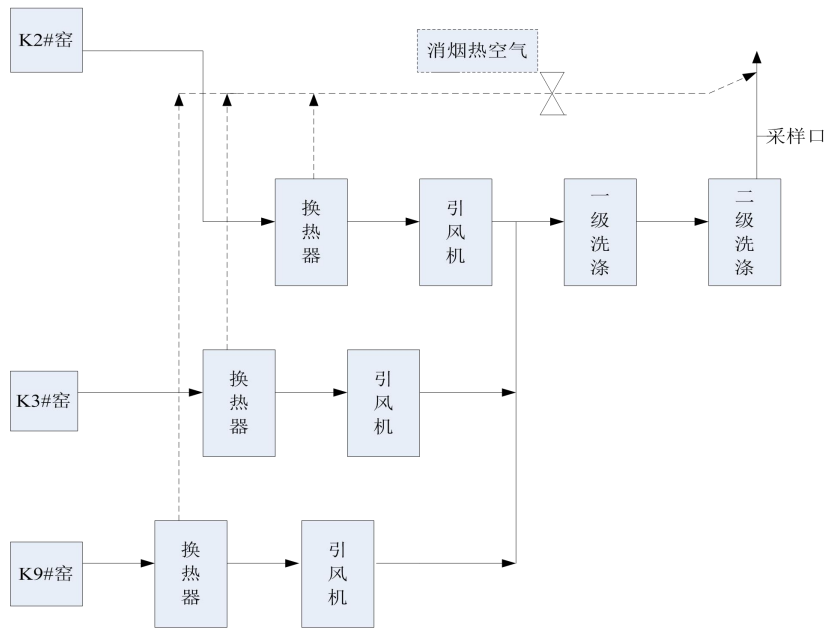 K2#窑
消烟热空气
采样口
换热器
引风机
一级洗涤
二级洗涤
K3#窑
换热器
引风机
K9#窑
换热器
引风机